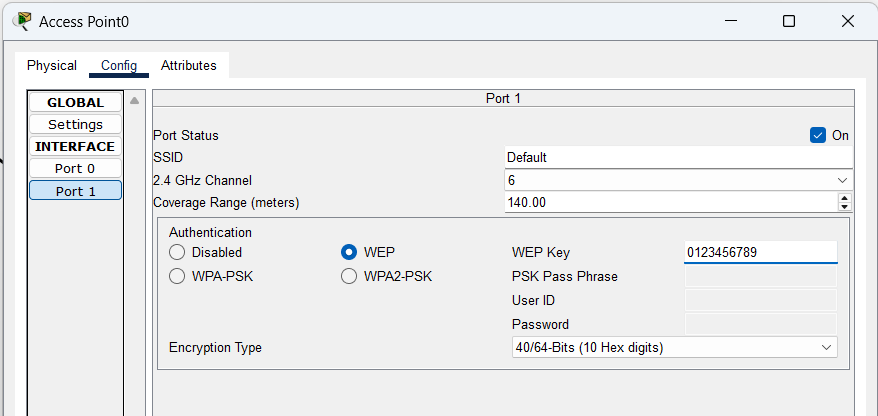 Access Point0
Physical Config Attributes
GLOBAL
Settings
INTERFACE
Port 0
Port 1
Port 1
Port Status On
SSID Default
2.4 GHz Channel 6
Coverage Range (meters) 140.00
Authentication
Disabled WEP WEP Key 0123456789
WPA-PSK WPA2-PSK PSK Pass Phrase
User ID
Password
Encryption Type 40/64-Bits (10 Hex digits)